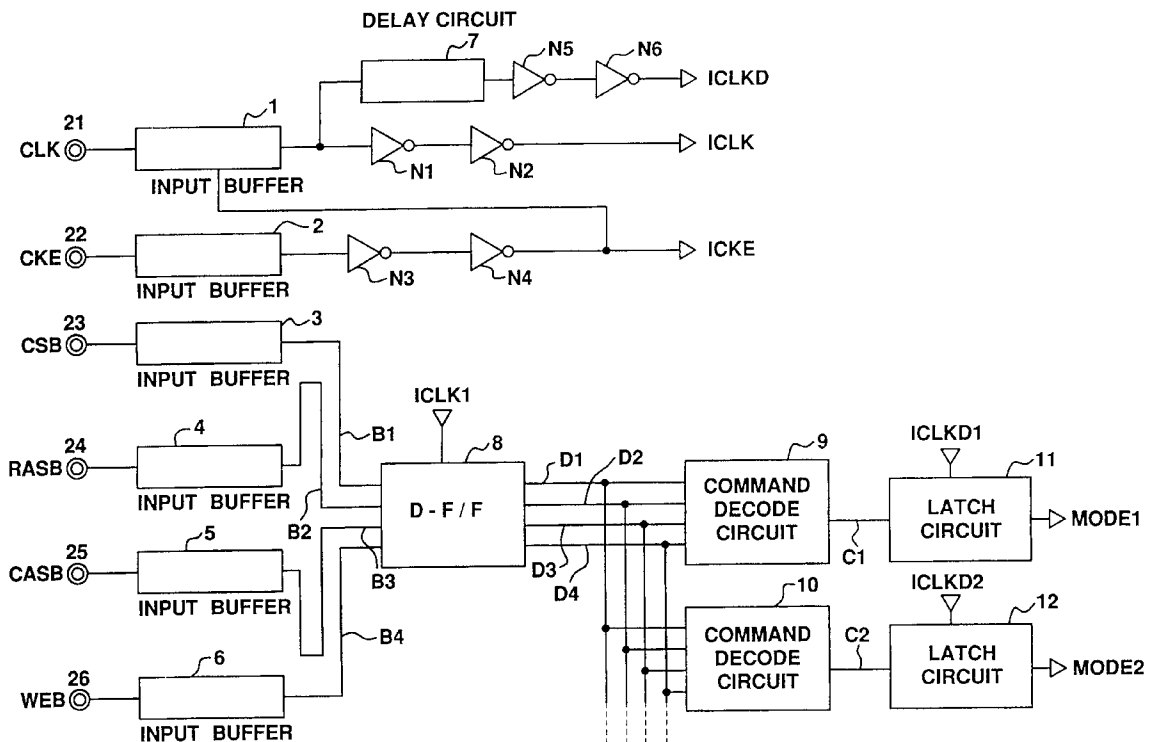 DELAY CIRCUIT
7
N5
N6
ICLKD
21
1
CLK
INPUT BUFFER
N1
N2
ICLK
22
2
CKE
INPUT BUFFER
N3
N4
ICKE
23
3
CSB
INPUT BUFFER
ICLK1
24
4
RASB
INPUT BUFFER
B1
B2
8
D-F/F
D1
D2
D3
D4
9
COMMAND
DECODE
CIRCUIT
C1
ICLKD1
11
LATCH
CIRCUIT
MODE1
25
5
CASB
INPUT BUFFER
B3
B4
10
COMMAND
DECODE
CIRCUIT
C2
ICLKD2
12
LATCH
CIRCUIT
MODE2
26
6
WEB
INPUT BUFFER